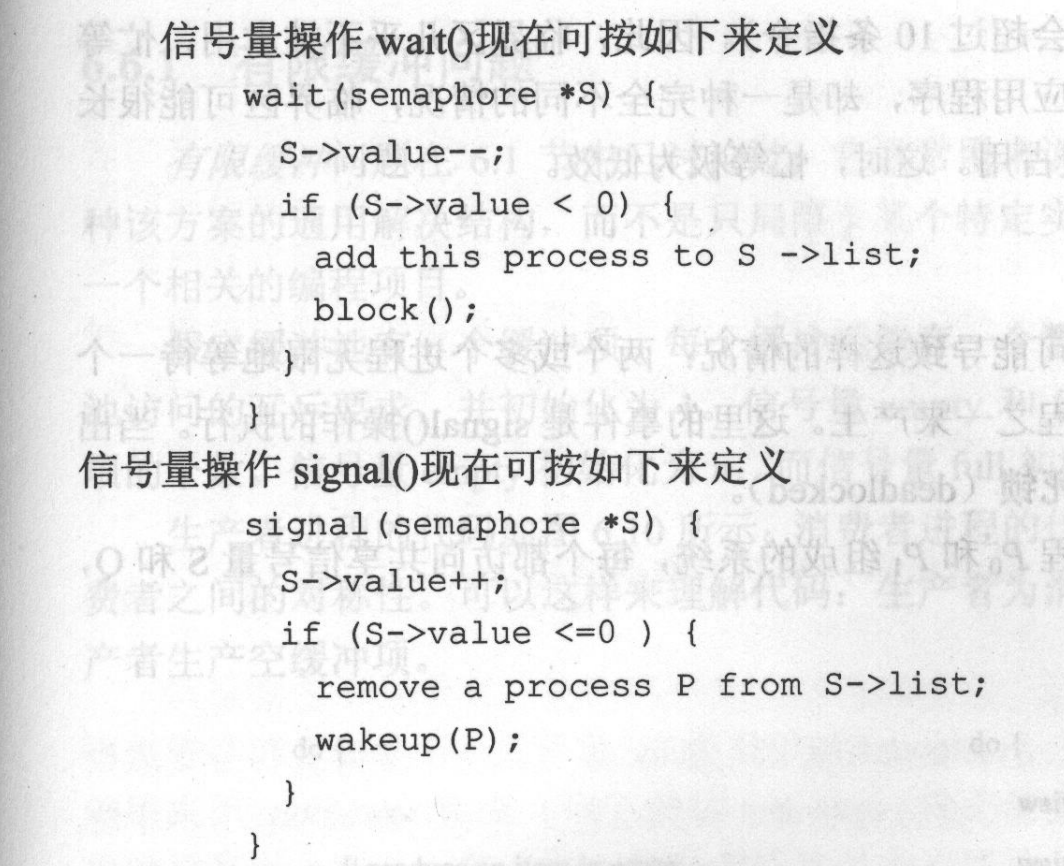 信号量操作 wait()现在可按如下来定义
wait(semaphore *S) {
S->value--;
if (S->value < 0) {
add this process to S ->list;
block();
}
}
信号量操作 signal()现在可按如下来定义
signal(semaphore *S) {
S->value++;
if (S->value <=0 ) {
remove a process P from S->list;
wakeup(P);
}
}